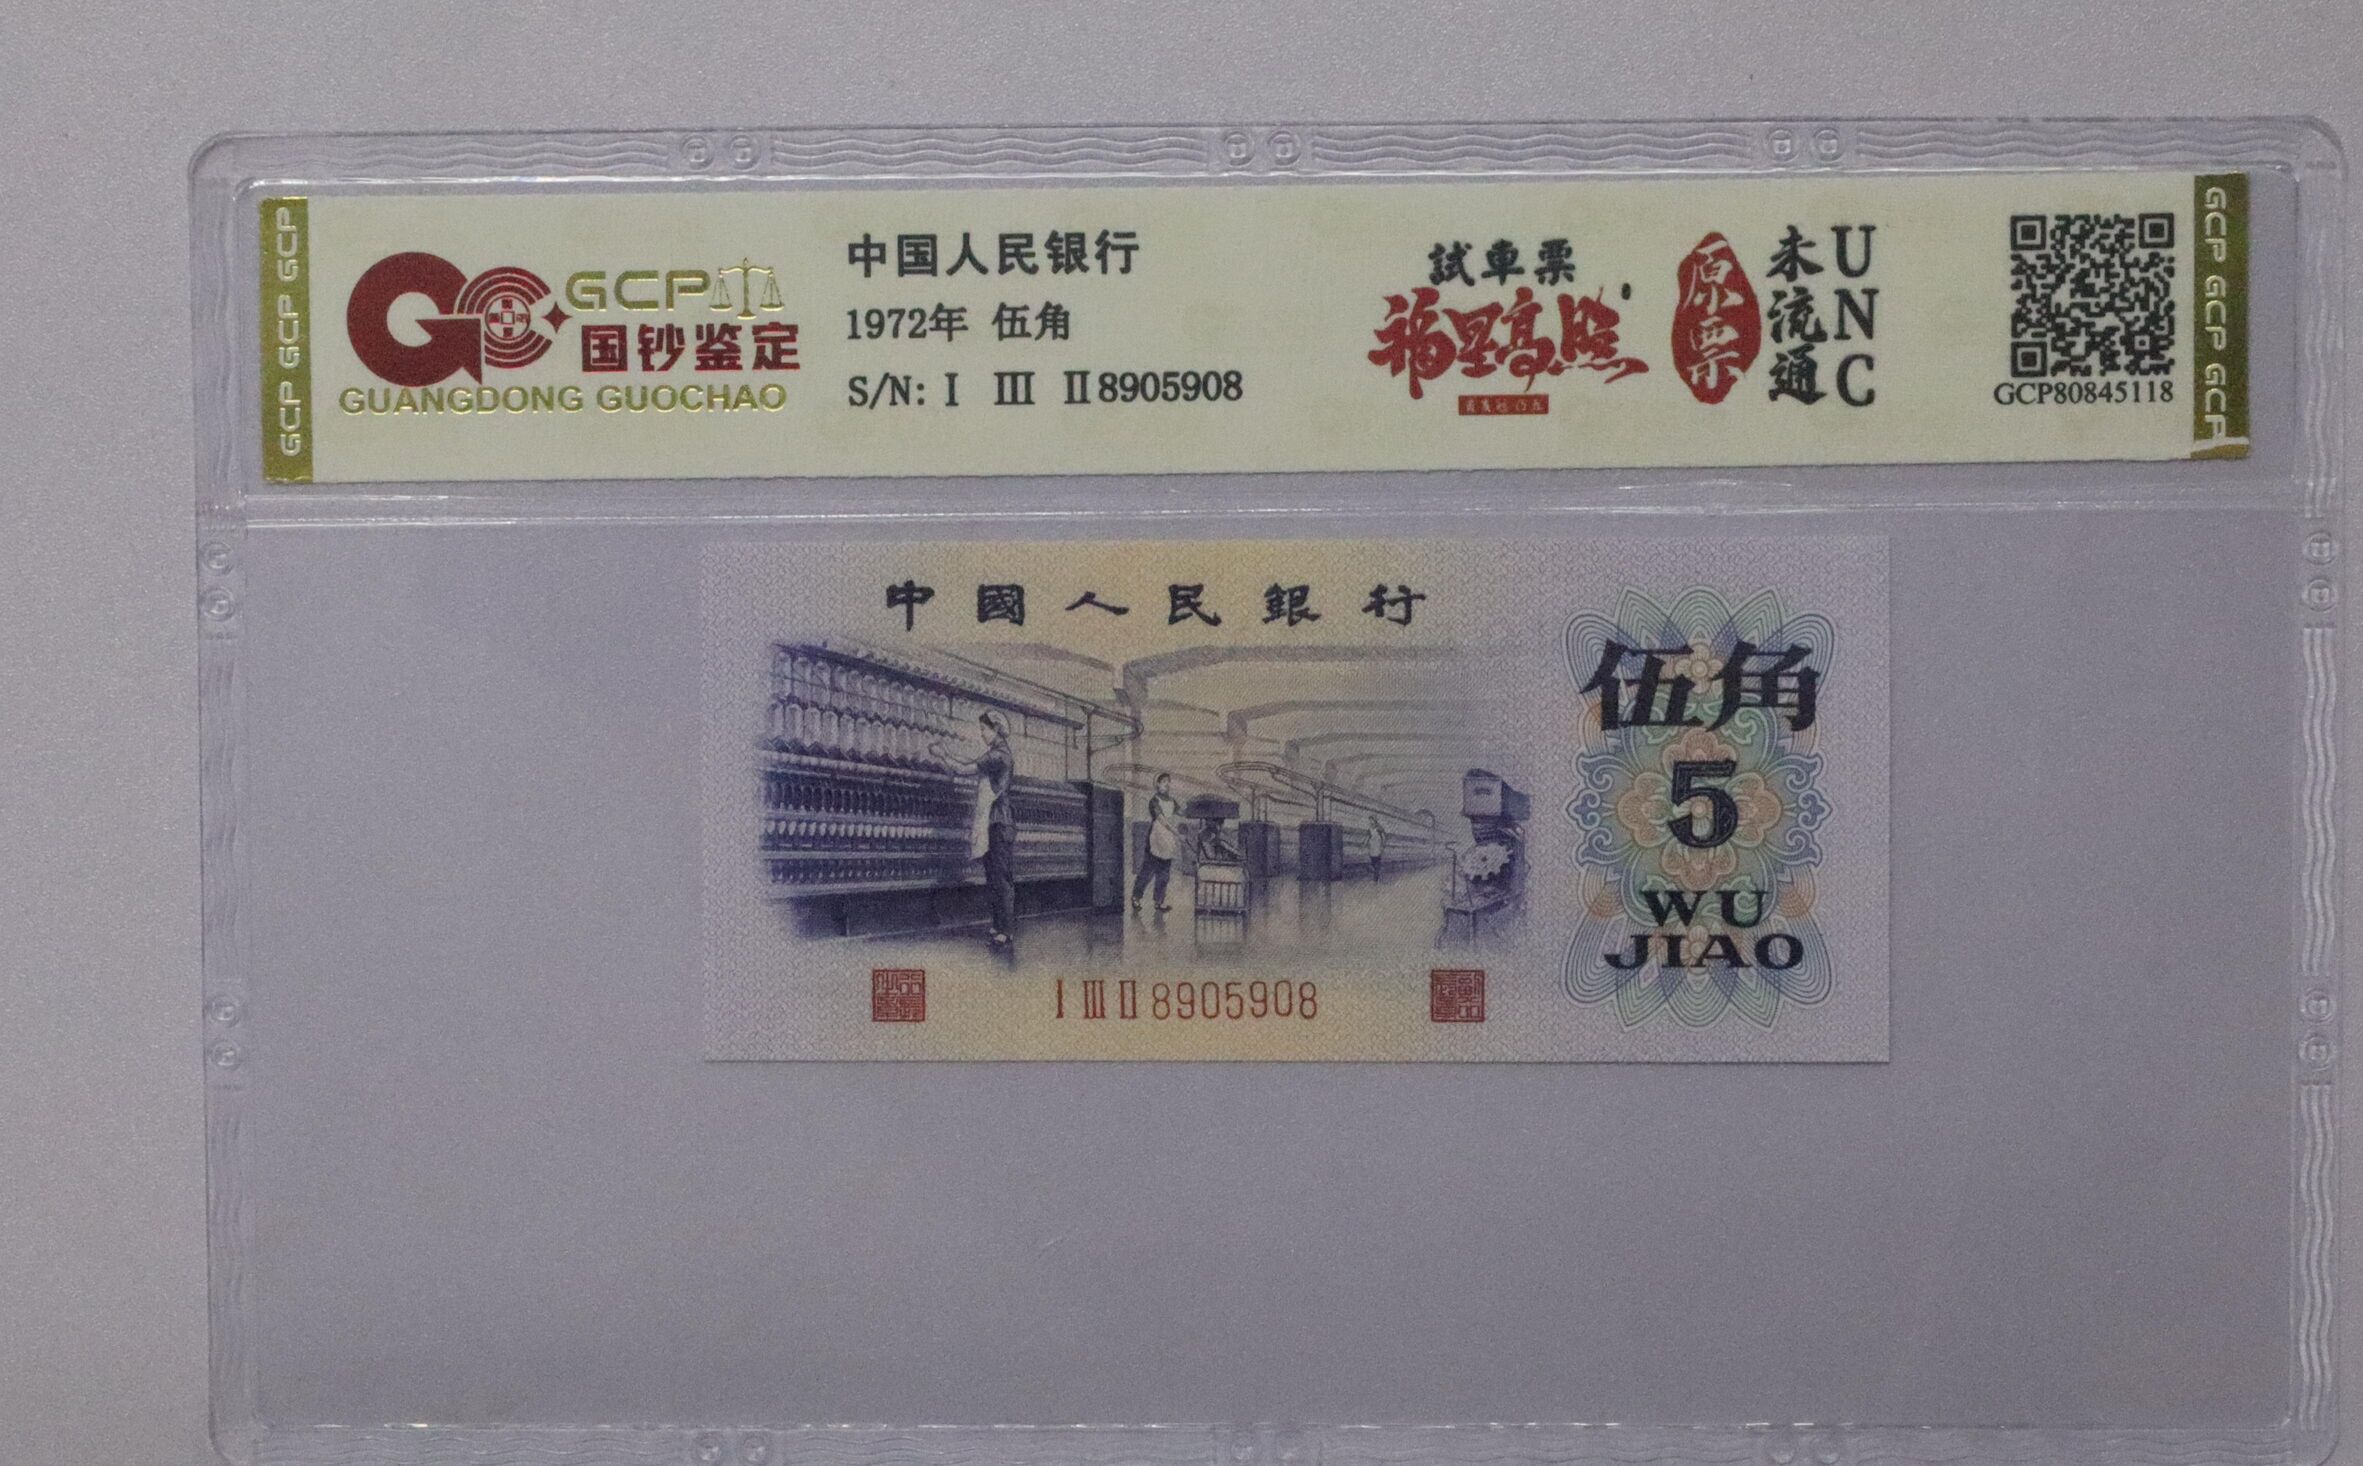 GCP GCP GCP
GCP
国钞鉴定
GUANGDONG GUOCHAO
中国人民银行
1972年 伍角
S/N: Ⅰ Ⅲ Ⅱ 8905908
試車票
福星高照
原票
未流通
UNC
GCP80845118
GCP GCP GCP
中國人民銀行
伍角
5
WU
JIAO
Ⅰ Ⅲ Ⅱ 8905908